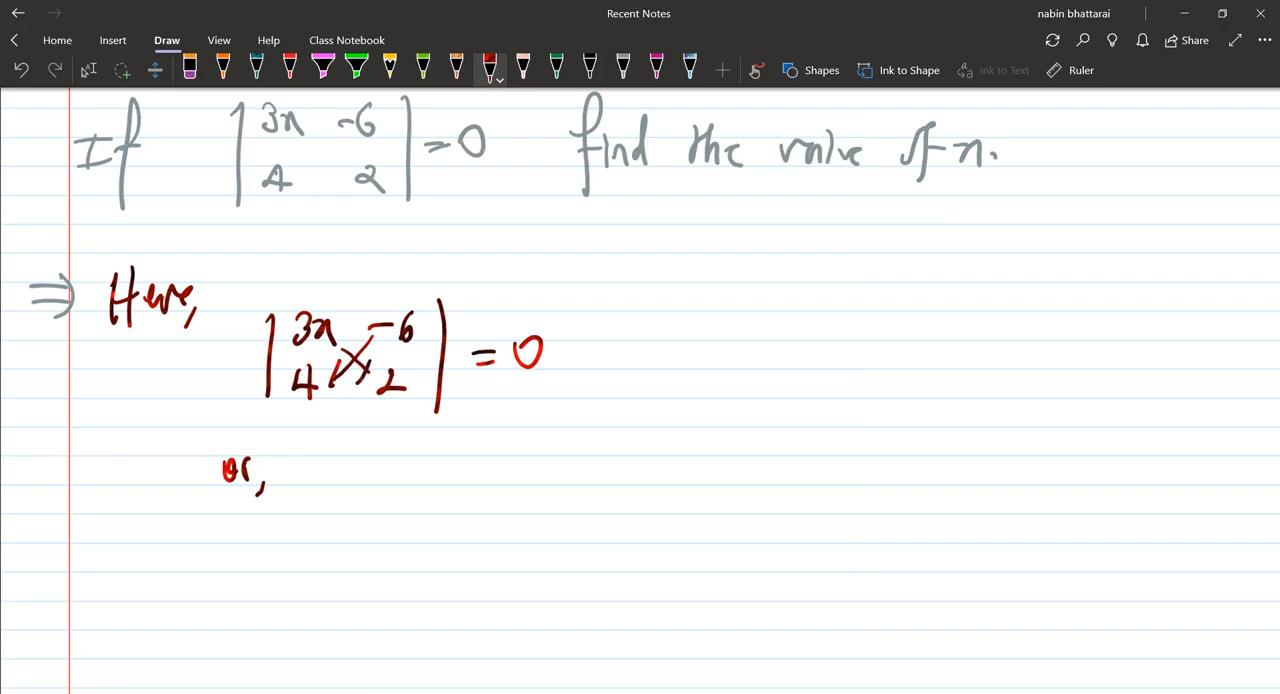 Recent Notes
nabin bhattarai
Home Insert Draw View Help Class Notebook
Share
Shapes Ink to Shape Ink to Text Ruler
If | 3x -6 | = 0 find the value of x.
4 2
⇒ Here,
| 3x -6 | = 0
4 2
or,